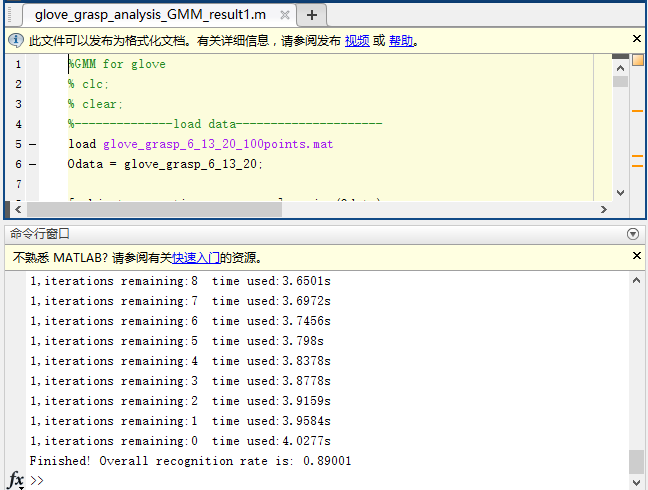 glove_grasp_analysis_GMM_result1.m
此文件可以发布为格式化文档。有关详细信息，请参阅发布 视频 或 帮助。
1 %GMM for glove
2 % clc;
3 % clear;
4 %--------------load data---------------------
5 — load glove_grasp_6_13_20_100points.mat
6 — Odata = glove_grasp_6_13_20;
7
命令行窗口
不熟悉 MATLAB? 请参阅有关快速入门的资源。
1,iterations remaining:8 time used:3.6501s
1,iterations remaining:7 time used:3.6972s
1,iterations remaining:6 time used:3.7456s
1,iterations remaining:5 time used:3.798s
1,iterations remaining:4 time used:3.8378s
1,iterations remaining:3 time used:3.8778s
1,iterations remaining:2 time used:3.9159s
1,iterations remaining:1 time used:3.9584s
1,iterations remaining:0 time used:4.0277s
Finished! Overall recognition rate is: 0.89001
fx >>